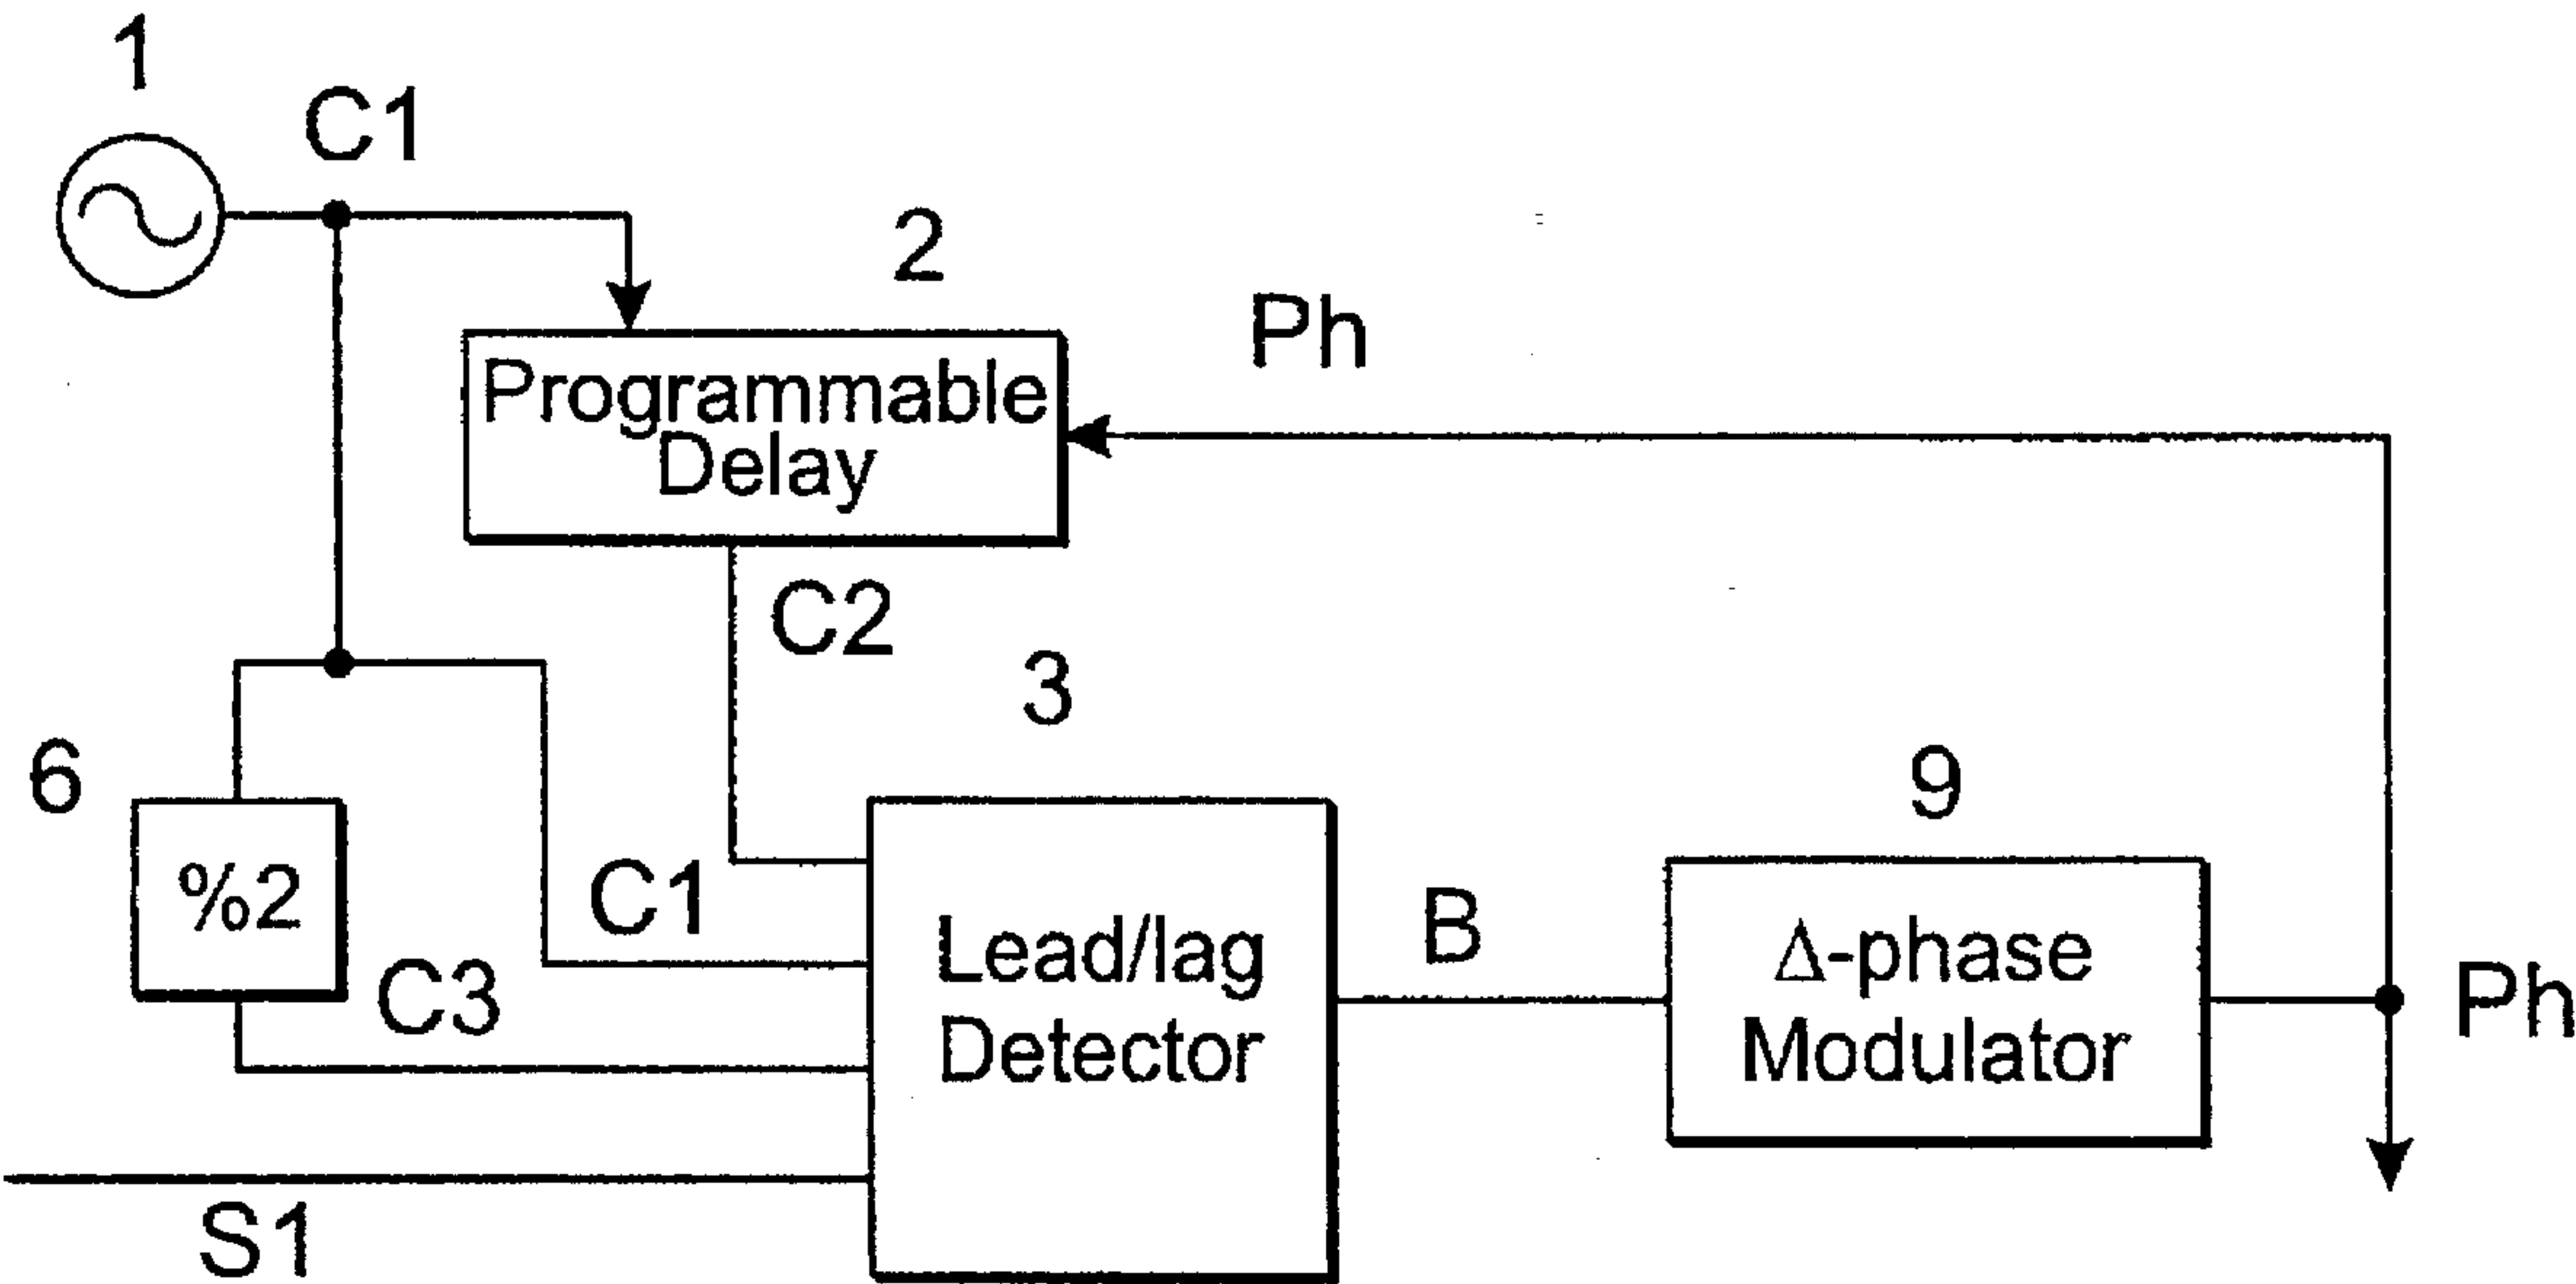 1
C1
2
Ph
Programmable
Delay
C2
3
6
9
%2
C1
B
Lead/lag
Detector
Δ-phase
Modulator
C3
Ph
S1